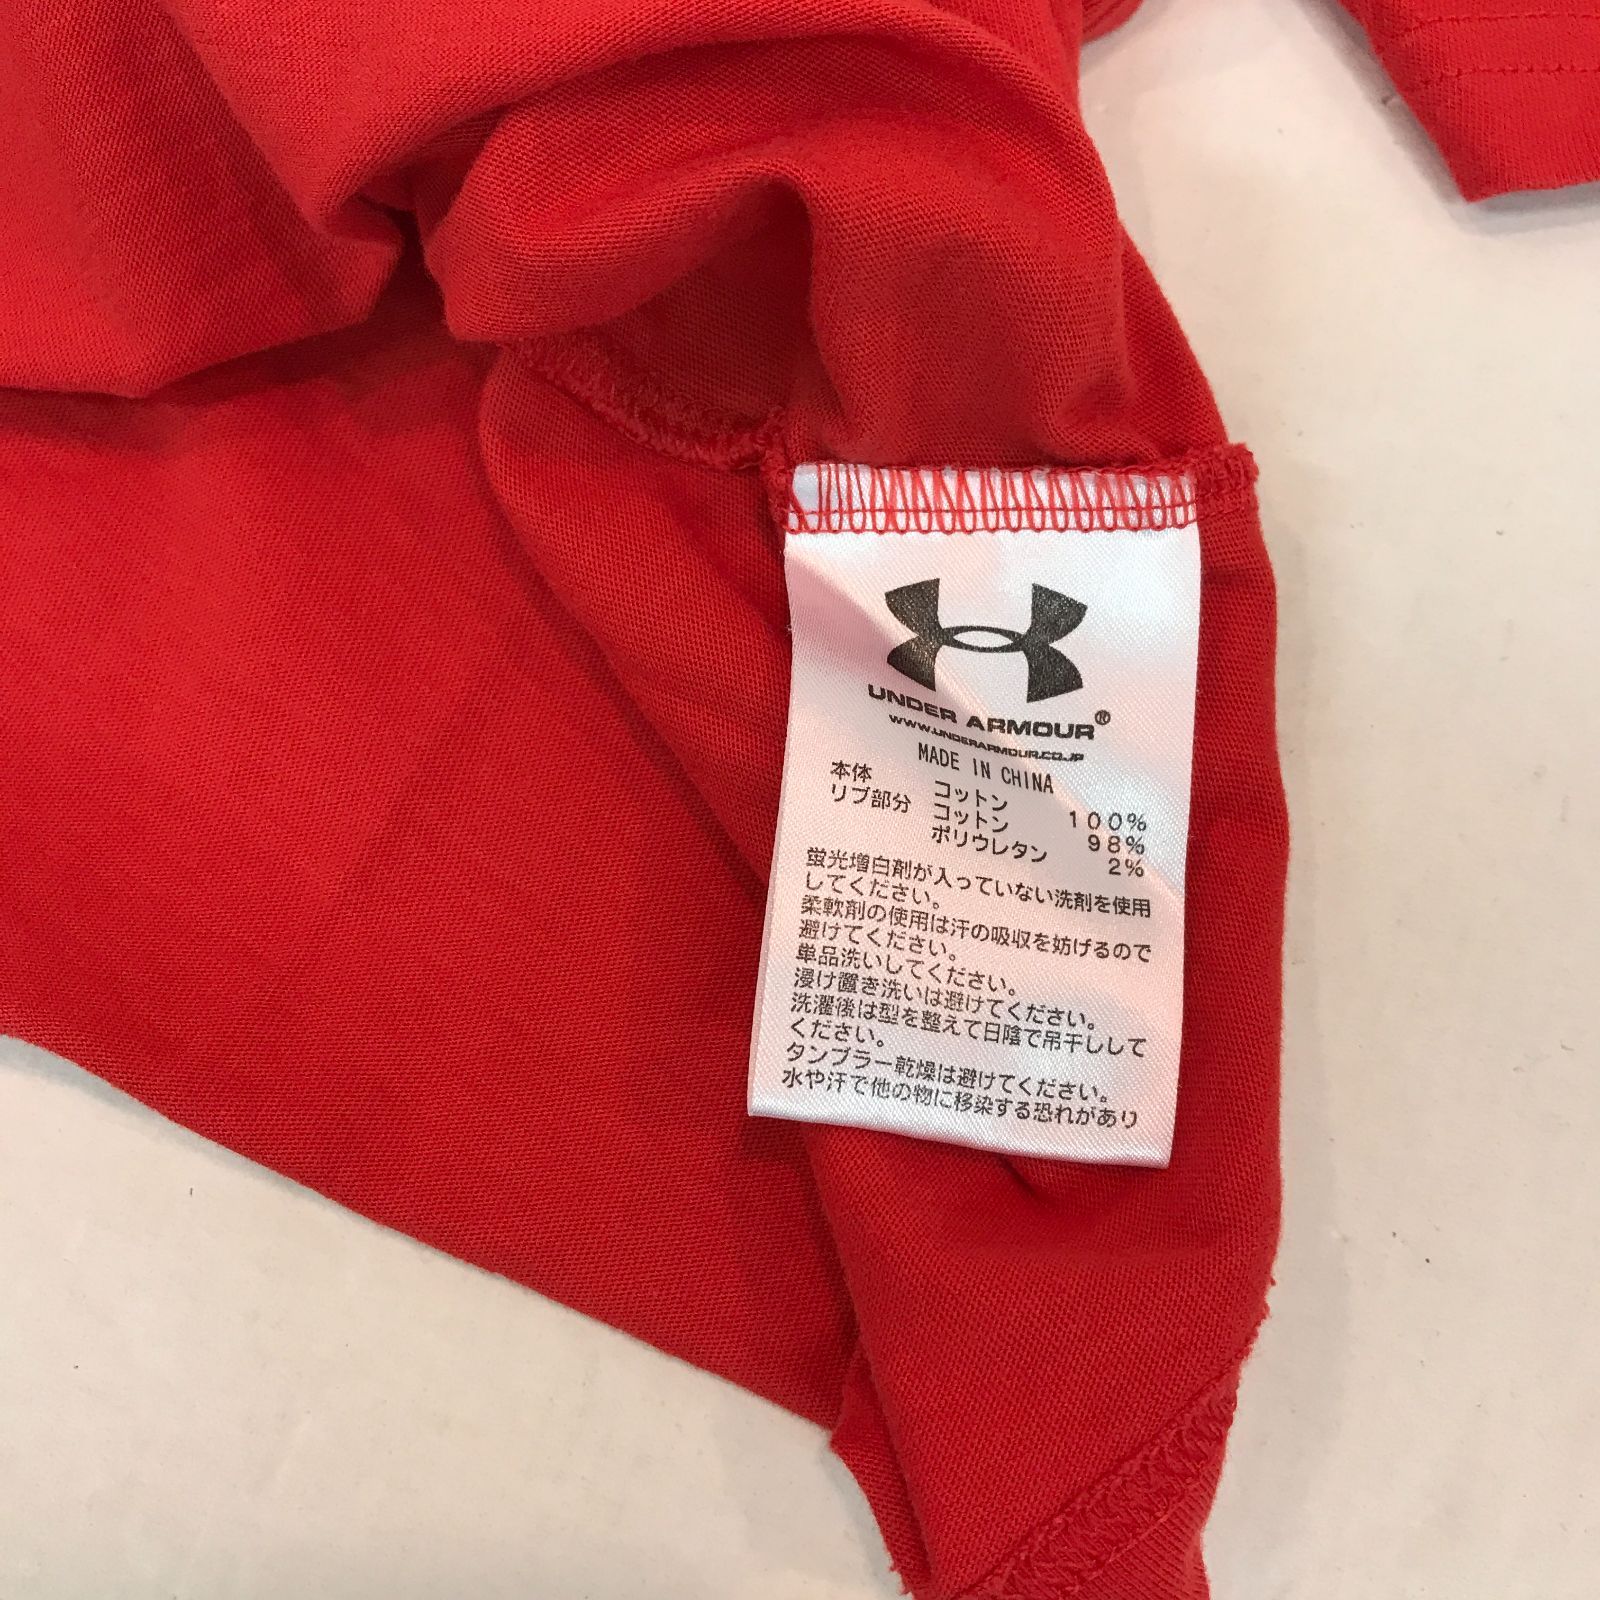 UNDER ARMOUR®
WWW.UNDERARMOUR.CO.JP
MADE IN CHINA
本体 コットン 100%
リブ部分 コットン 98%
ポリウレタン 2%
蛍光増白剤が入っていない洗剤を使用
してください。
柔軟剤の使用は汗の吸収を妨げるので
避けてください。
単品洗いしてください。
浸け置き洗いは避けてください。
洗濯後は型を整えて日陰で吊干しして
ください。
タンブラー乾燥は避けてください。
水や汗で他の物に移染する恐れがあり